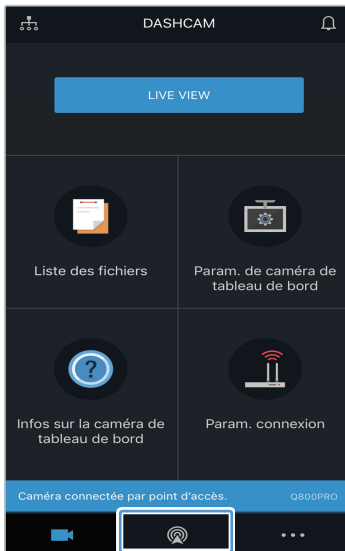 DASHCAM
LIVE VIEW
Liste des fichiers
Param. de caméra de
tableau de bord
?
Infos sur la caméra de
tableau de bord
Param. connexion
Caméra connectée par point d'accès.
Q800PRO